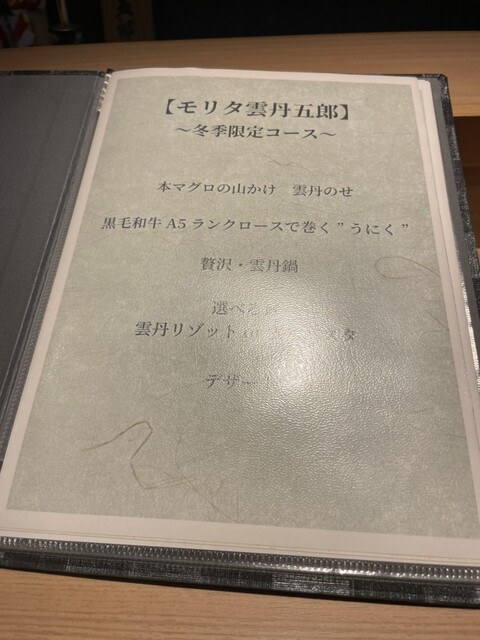 【モリタ雲丹五郎】
~冬季限定コース~
本マグロの山かけ 雲丹のせ
黒毛和牛 A5 ランクロースで巻く ” うにく ”
贅沢・雲丹鍋
選べる
雲丹リゾット
デザー